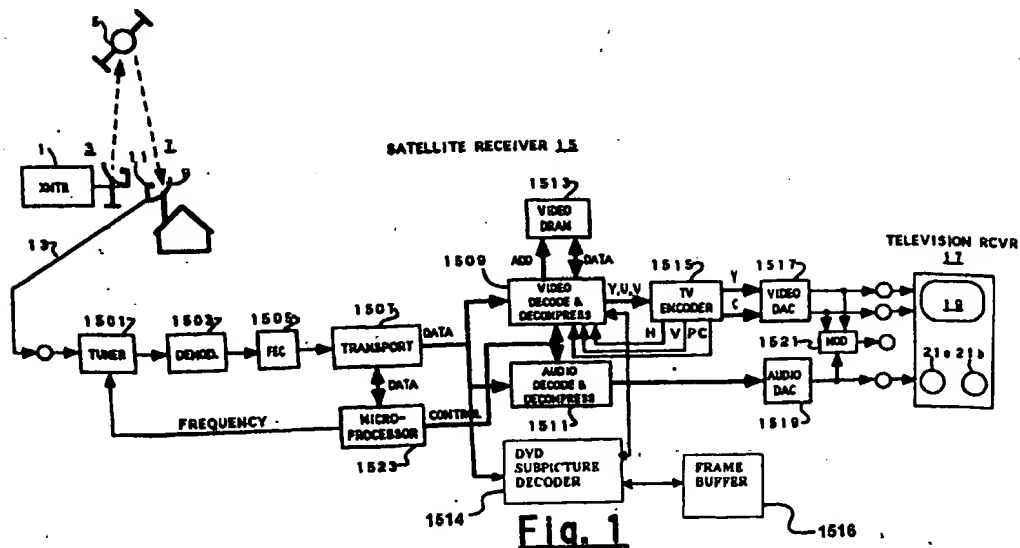 5
1
3
11
7
9
XMTR
SATELLITE RECEIVER 15
1513
VIDEO
DRAM
13
ADD
DATA
TELEVISION RCVR
17
1509
VIDEO
DECODE &
DECOMPRESS
Y,U,V
1515
TV
ENCODER
Y
C
1517
VIDEO
DAC
19
1501
TUNER
1503
DEMOD.
1505
FEC
1507
TRANSPORT
DATA
H
V
PC
1521
MOD
21a
21b
DATA
AUDIO
DECODE &
DECOMPRESS
AUDIO
DAC
FREQUENCY
MICRO-
PROCESSOR
CONTROL
1511
1519
1523
DVD
SUBPICTURE
DECODER
FRAME
BUFFER
1514
Fig. 1
1516